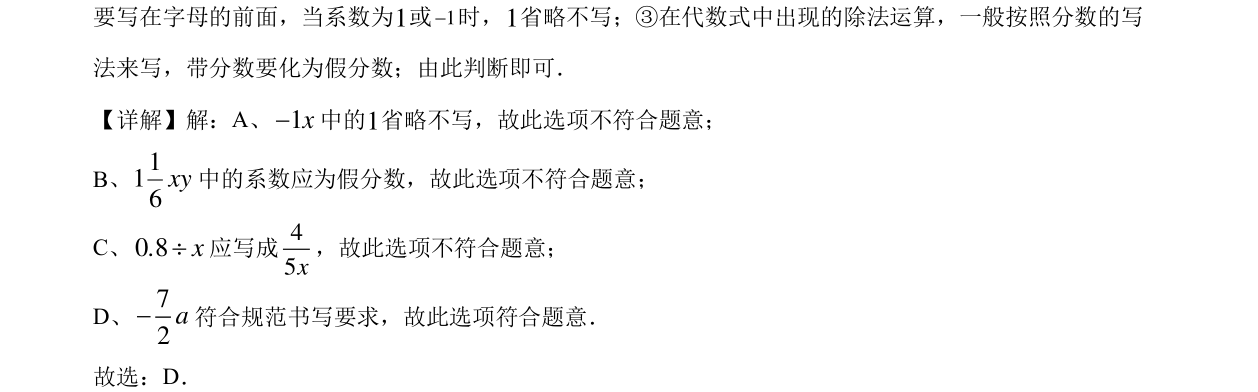 要写在字母的前面，当系数为1或−1时，1省略不写；③在代数式中出现的除法运算，一般按照分数的写
法来写，带分数要化为假分数；由此判断即可．
【详解】解：A、−1x 中的1省略不写，故此选项不符合题意；
B、1 1/6 xy 中的系数应为假分数，故此选项不符合题意；
C、0.8÷x 应写成 4/5x，故此选项不符合题意；
D、−7/2 a 符合规范书写要求，故此选项符合题意．
故选：D．